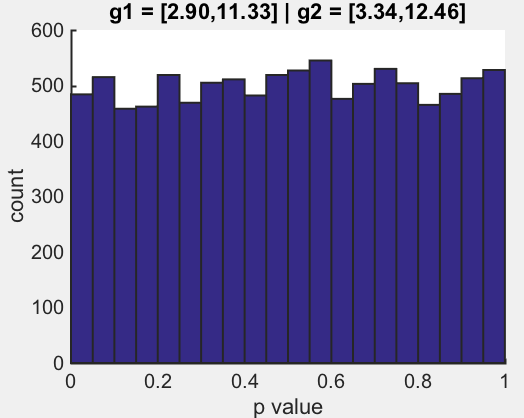 g1 = [2.90,11.33] | g2 = [3.34,12.46]
600
500
400
300
200
100
0
count
0 0.2 0.4 0.6 0.8 1
p value